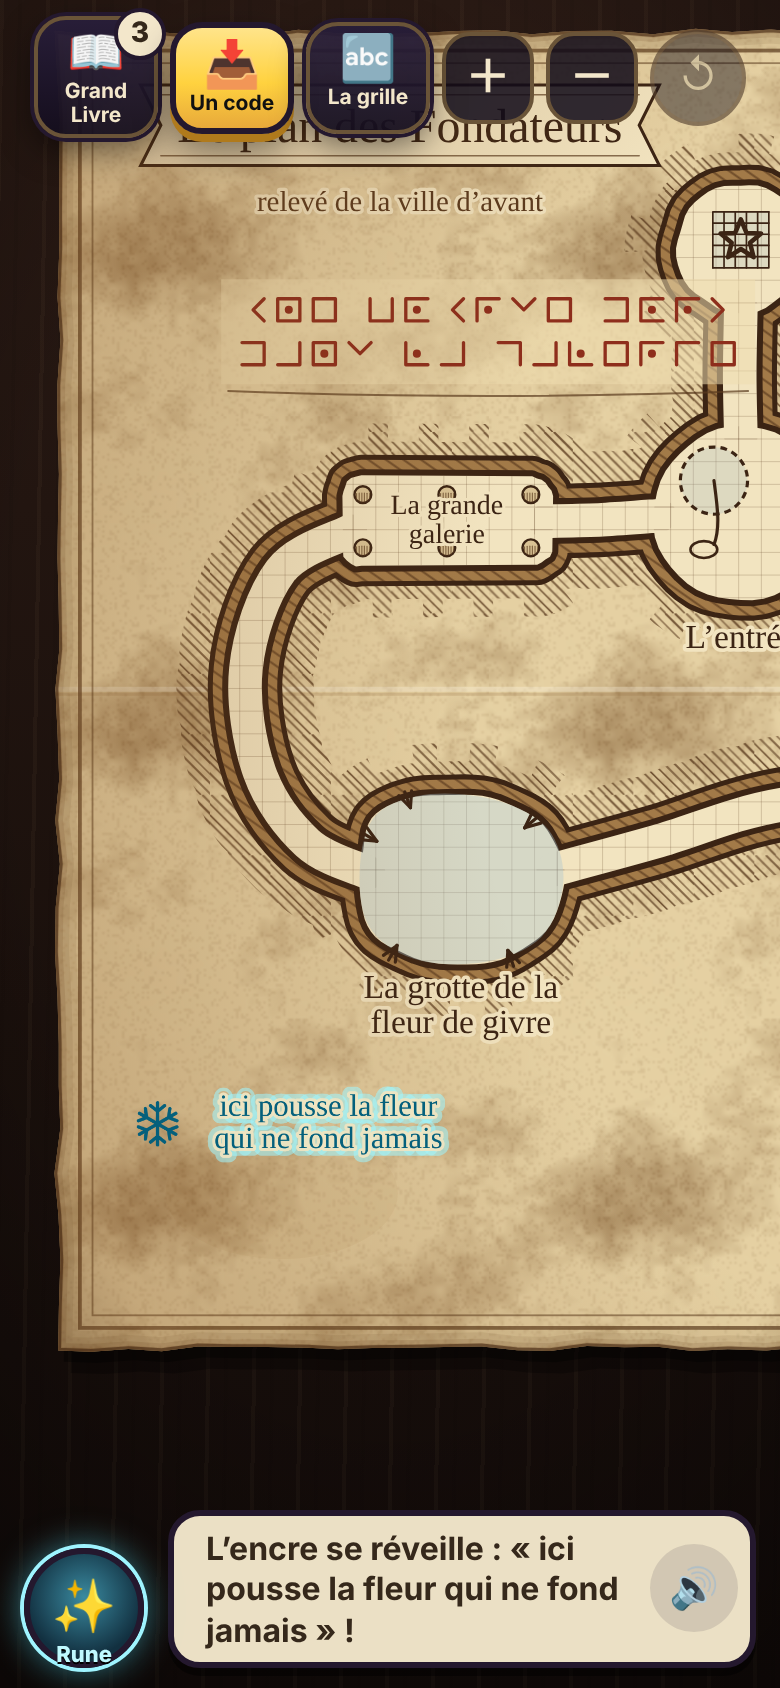 3
Grand
Livre
Un code
abc
La grille
Le plan des Fondateurs
relevé de la ville d’avant
La grande
galerie
L’entré
La grotte de la
fleur de givre
ici pousse la fleur
qui ne fond jamais
L’encre se réveille : « ici
pousse la fleur qui ne fond
jamais » !
Rune